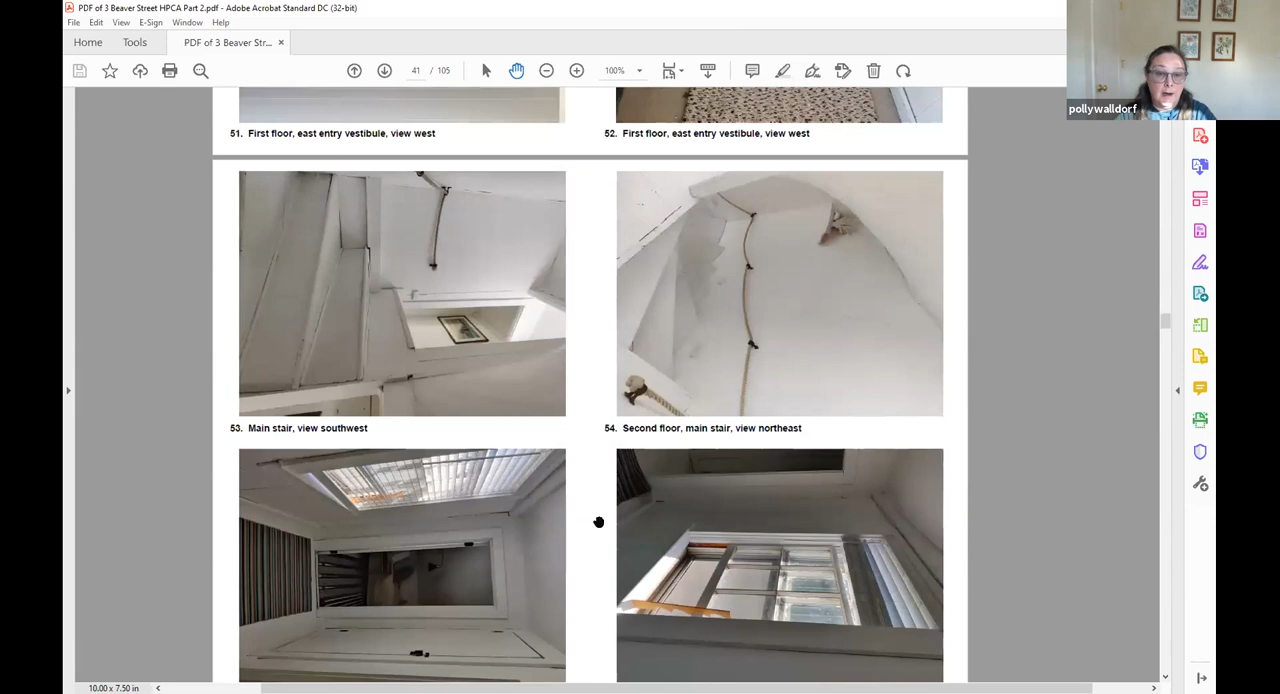 PDF of 3 Beaver Street HPCA Part 2.pdf - Adobe Acrobat Standard DC (32-bit)
File Edit View E-Sign Window Help
Home Tools PDF of 3 Beaver Str... ×
41 / 105 100%
pollywalldorf
51. First floor, east entry vestibule, view west
52. First floor, east entry vestibule, view west
53. Main stair, view southwest
54. Second floor, main stair, view northeast
10.00 x 7.50 in